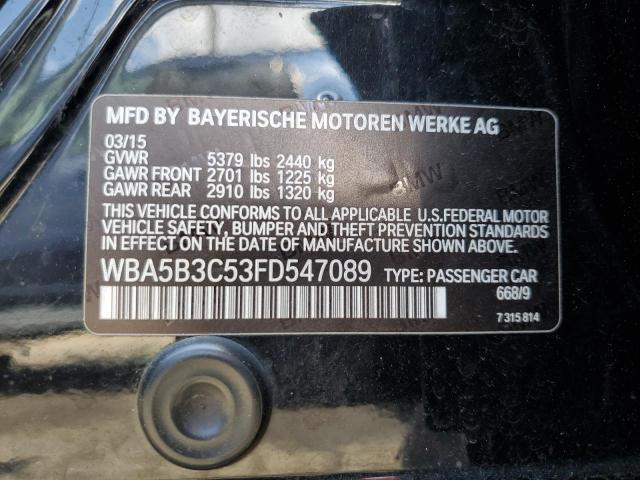 MFD BY BAYERISCHE MOTOREN WERKE AG
03/15
GVWR 5379 lbs 2440 kg
GAWR FRONT 2701 lbs 1225 kg
GAWR REAR 2910 lbs 1320 kg
THIS VEHICLE CONFORMS TO ALL APPLICABLE U.S.FEDERAL MOTOR
VEHICLE SAFETY, BUMPER AND THEFT PREVENTION STANDARDS
IN EFFECT ON THE DATE OF MANUFACTURE SHOWN ABOVE.
WBA5B3C53FD547089 TYPE: PASSENGER CAR
668/9
7 315 814